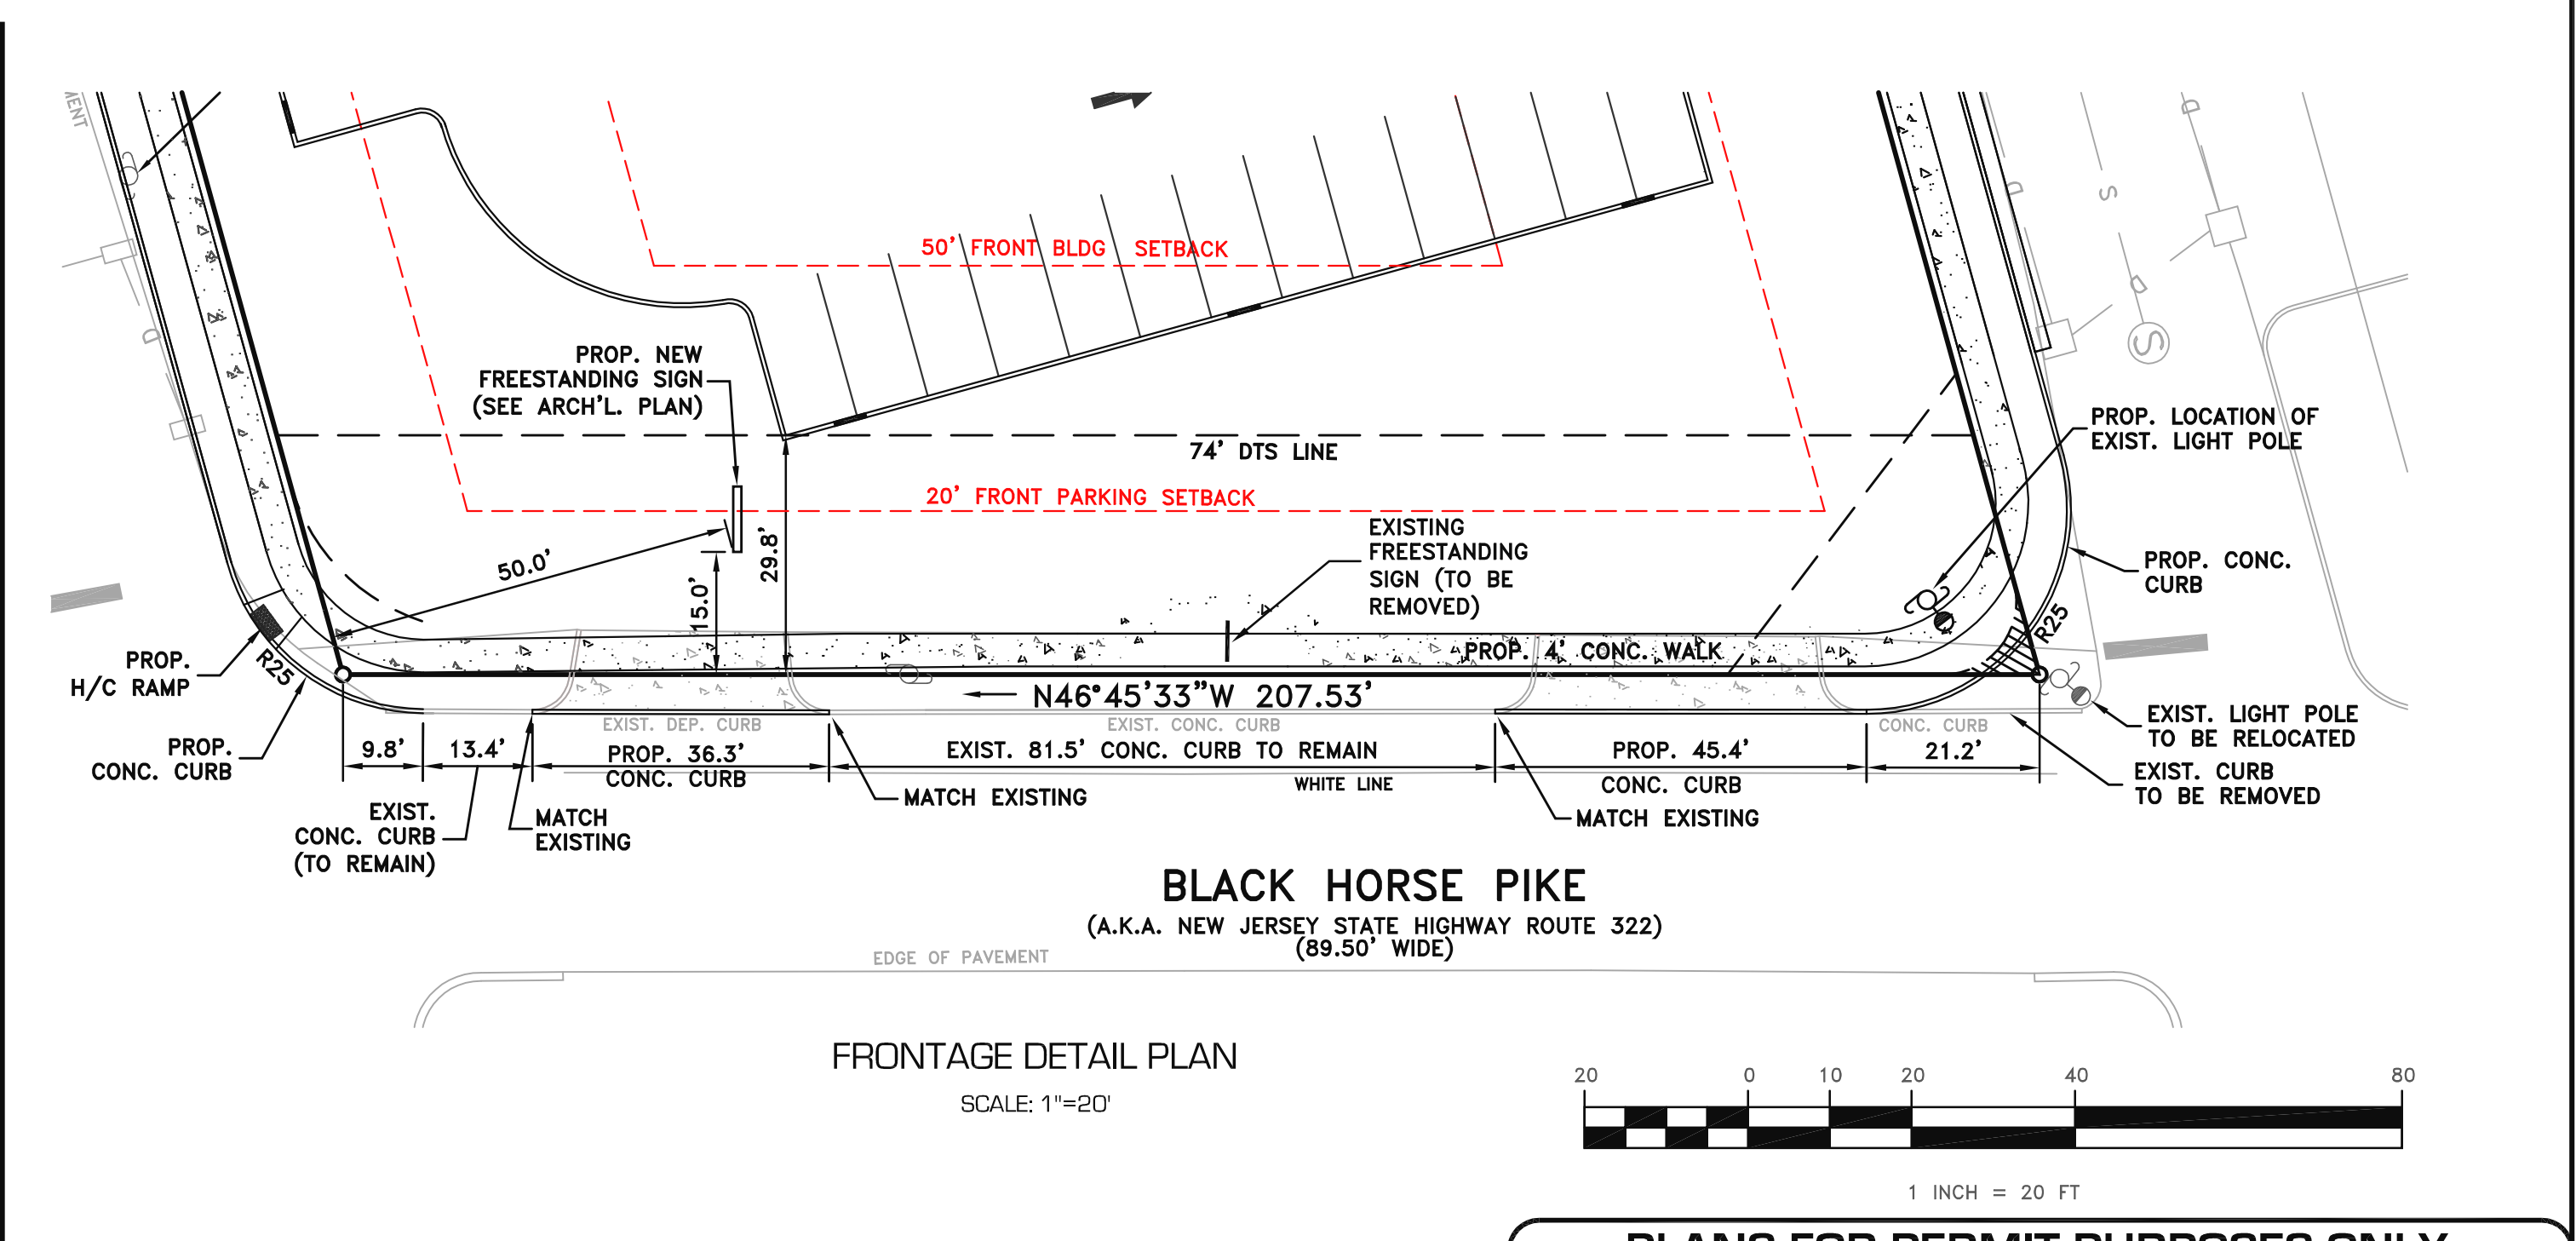 MENT
D
D
D
S
D
S
50' FRONT BLDG SETBACK
PROP. NEW
FREESTANDING SIGN
(SEE ARCH'L. PLAN)
74' DTS LINE
PROP. LOCATION OF
EXIST. LIGHT POLE
20' FRONT PARKING SETBACK
EXISTING
FREESTANDING
SIGN (TO BE
REMOVED)
50.0'
15.0'
29.8'
PROP. CONC.
CURB
R25
PROP.
H/C RAMP
R25
PROP. 4' CONC. WALK
N46°45'33"W 207.53'
EXIST. DEP. CURB
EXIST. CONC. CURB
CONC. CURB
EXIST. LIGHT POLE
TO BE RELOCATED
PROP.
CONC. CURB
9.8'
13.4'
PROP. 36.3'
CONC. CURB
EXIST. 81.5' CONC. CURB TO REMAIN
PROP. 45.4'
CONC. CURB
21.2'
EXIST. CURB
TO BE REMOVED
WHITE LINE
EXIST.
CONC. CURB
(TO REMAIN)
MATCH
EXISTING
MATCH EXISTING
MATCH EXISTING
BLACK HORSE PIKE
(A.K.A. NEW JERSEY STATE HIGHWAY ROUTE 322)
(89.50' WIDE)
EDGE OF PAVEMENT
FRONTAGE DETAIL PLAN
SCALE: 1"=20'
20 0 10 20 40 80
1 INCH = 20 FT
PLANS FOR PERMIT PURPOSES ONLY